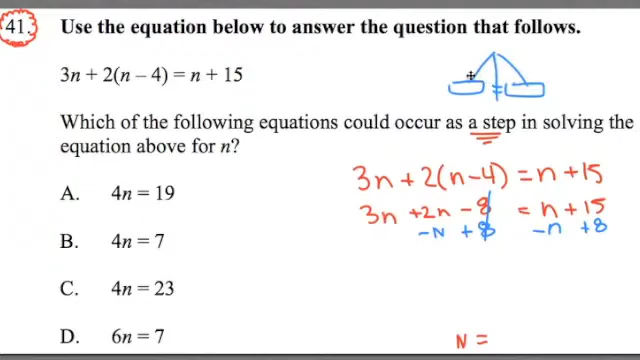 41. Use the equation below to answer the question that follows.
3n + 2(n – 4) = n + 15
=
Which of the following equations could occur as a step in solving the
equation above for n?
3n + 2(n-4) = n + 15
A. 4n = 19
3n +2n - 8 = n + 15
-N + 8 -n +8
B. 4n = 7
C. 4n = 23
D. 6n = 7
N =